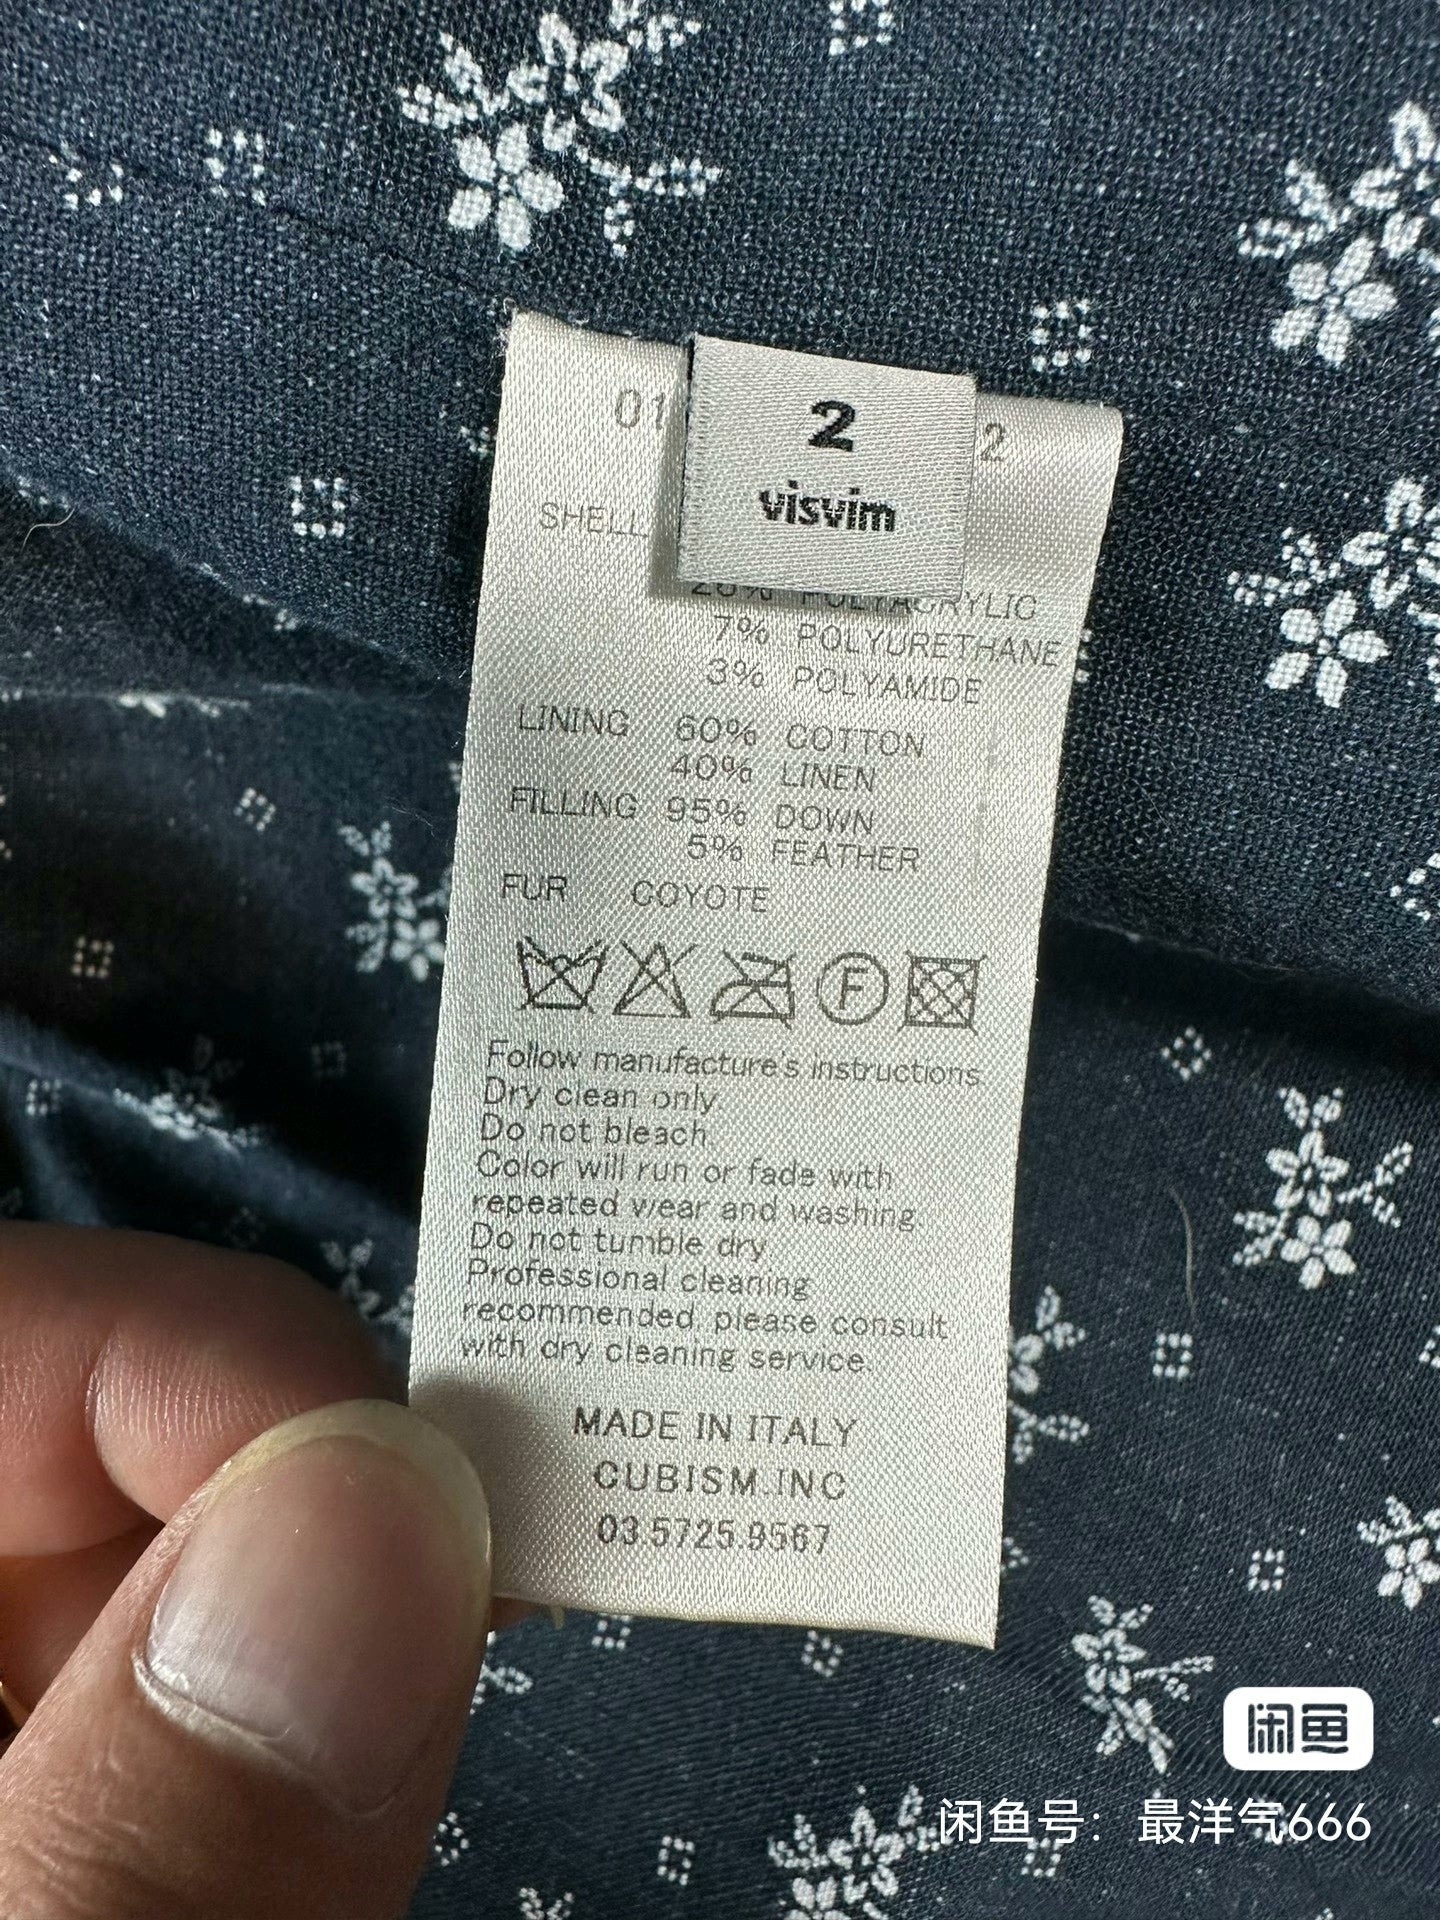 01
2
2
visvim
SHELL
POLYACRYLIC
7% POLYURETHANE
3% POLYAMIDE
LINING 60% COTTON
40% LINEN
FILLING 95% DOWN
5% FEATHER
FUR COYOTE
F
Follow manufacture's instructions.
Dry clean only.
Do not bleach.
Color will run or fade with
repeated wear and washing.
Do not tumble dry.
Professional cleaning
recommended, please consult
with dry cleaning service.
MADE IN ITALY
CUBISM.INC
03.5725.9567
闲鱼
闲鱼号：最洋气666